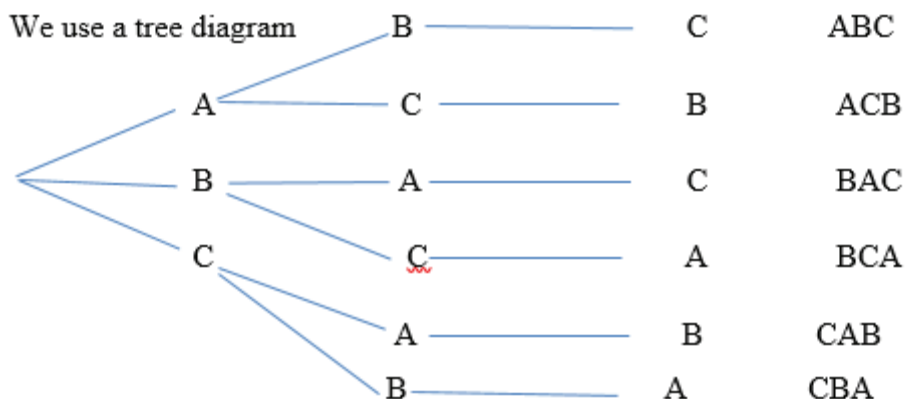 We use a tree diagram B C ABC
A C B ACB
B A C BAC
C C A BCA
A B CAB
B A CBA